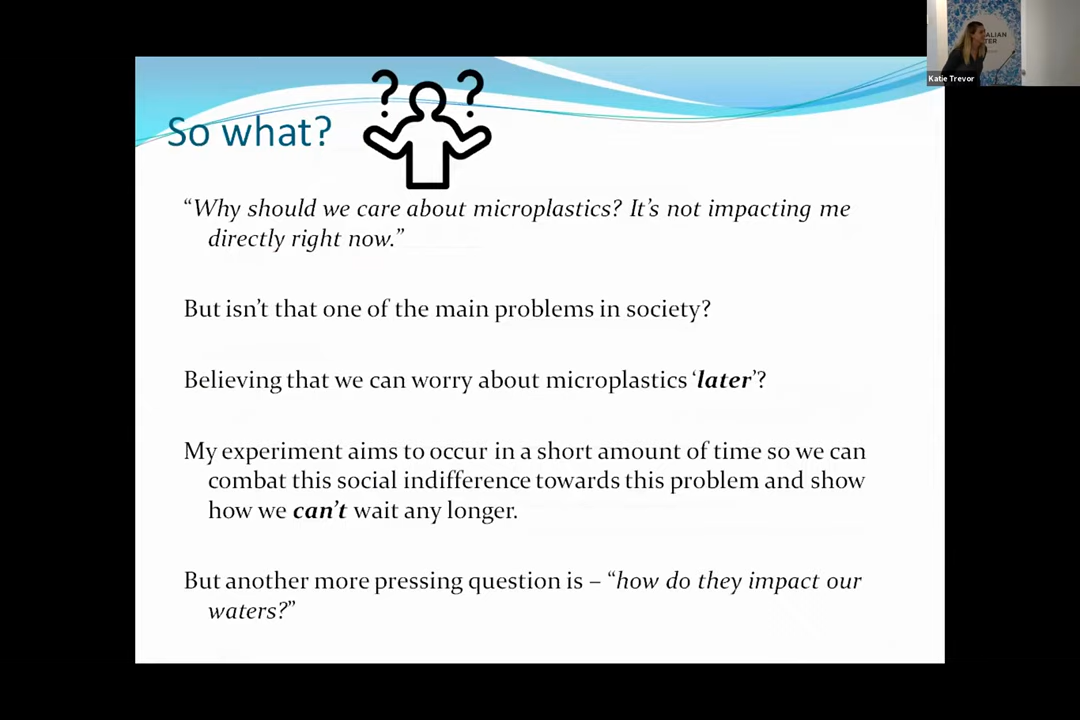 ALIAN
TER
Katie Trevor
So what?
“Why should we care about microplastics? It’s not impacting me
directly right now.”
But isn’t that one of the main problems in society?
Believing that we can worry about microplastics ‘later’?
My experiment aims to occur in a short amount of time so we can
combat this social indifference towards this problem and show
how we can’t wait any longer.
But another more pressing question is – “how do they impact our
waters?”